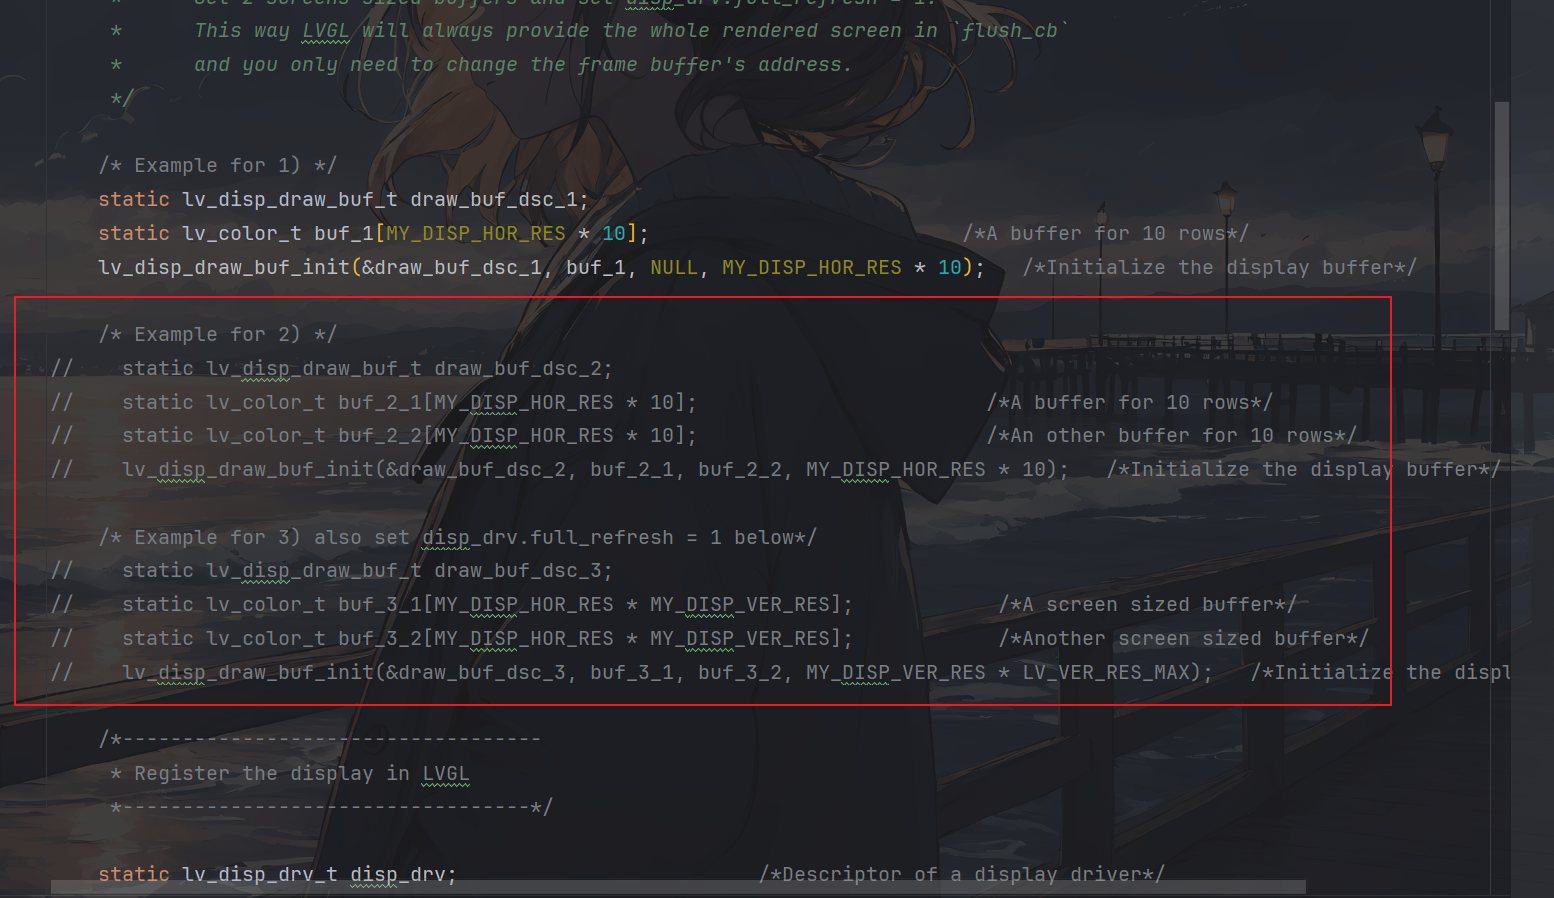 *      Set 2 screens sized buffers and set disp_drv.full_refresh = 1.
*      This way LVGL will always provide the whole rendered screen in `flush_cb`
*      and you only need to change the frame buffer's address.
*/
/* Example for 1) */
static lv_disp_draw_buf_t draw_buf_dsc_1;
static lv_color_t buf_1[MY_DISP_HOR_RES * 10];                          /*A buffer for 10 rows*/
lv_disp_draw_buf_init(&draw_buf_dsc_1, buf_1, NULL, MY_DISP_HOR_RES * 10);   /*Initialize the display buffer*/
/* Example for 2) */
//    static lv_disp_draw_buf_t draw_buf_dsc_2;
//    static lv_color_t buf_2_1[MY_DISP_HOR_RES * 10];                        /*A buffer for 10 rows*/
//    static lv_color_t buf_2_2[MY_DISP_HOR_RES * 10];                        /*An other buffer for 10 rows*/
//    lv_disp_draw_buf_init(&draw_buf_dsc_2, buf_2_1, buf_2_2, MY_DISP_HOR_RES * 10);   /*Initialize the display buffer*/
/* Example for 3) also set disp_drv.full_refresh = 1 below*/
//    static lv_disp_draw_buf_t draw_buf_dsc_3;
//    static lv_color_t buf_3_1[MY_DISP_HOR_RES * MY_DISP_VER_RES];            /*A screen sized buffer*/
//    static lv_color_t buf_3_2[MY_DISP_HOR_RES * MY_DISP_VER_RES];            /*Another screen sized buffer*/
//    lv_disp_draw_buf_init(&draw_buf_dsc_3, buf_3_1, buf_3_2, MY_DISP_VER_RES * LV_VER_RES_MAX);   /*Initialize the displ
/*-----------------------------------
* Register the display in LVGL
*----------------------------------*/
static lv_disp_drv_t disp_drv;                         /*Descriptor of a display driver*/